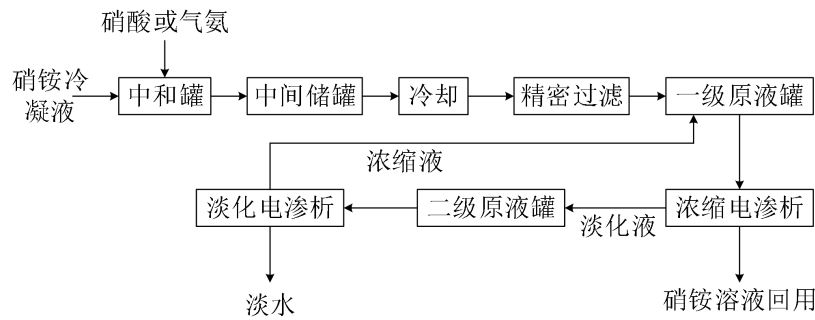 硝酸或气氨
硝铵冷
凝液
中和罐
中间储罐
冷却
精密过滤
一级原液罐
浓缩液
淡化电渗析
二级原液罐
淡化液
浓缩电渗析
淡水
硝铵溶液回用